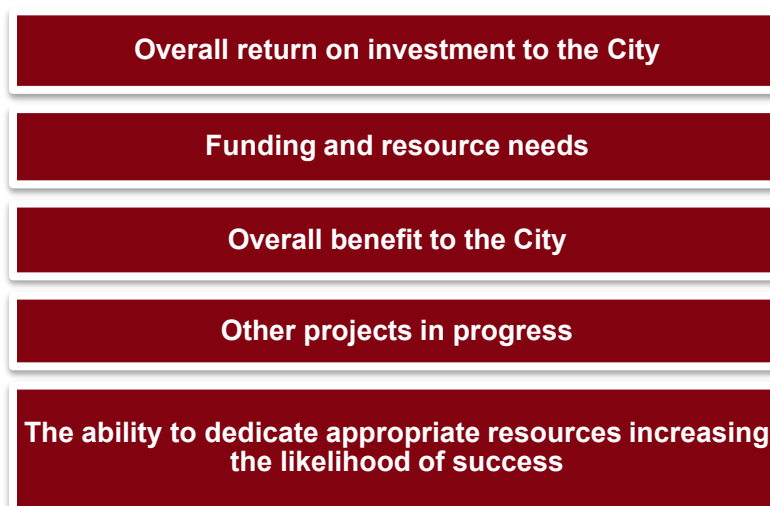 Overall return on investment to the City
Funding and resource needs
Overall benefit to the City
Other projects in progress
The ability to dedicate appropriate resources increasing
the likelihood of success